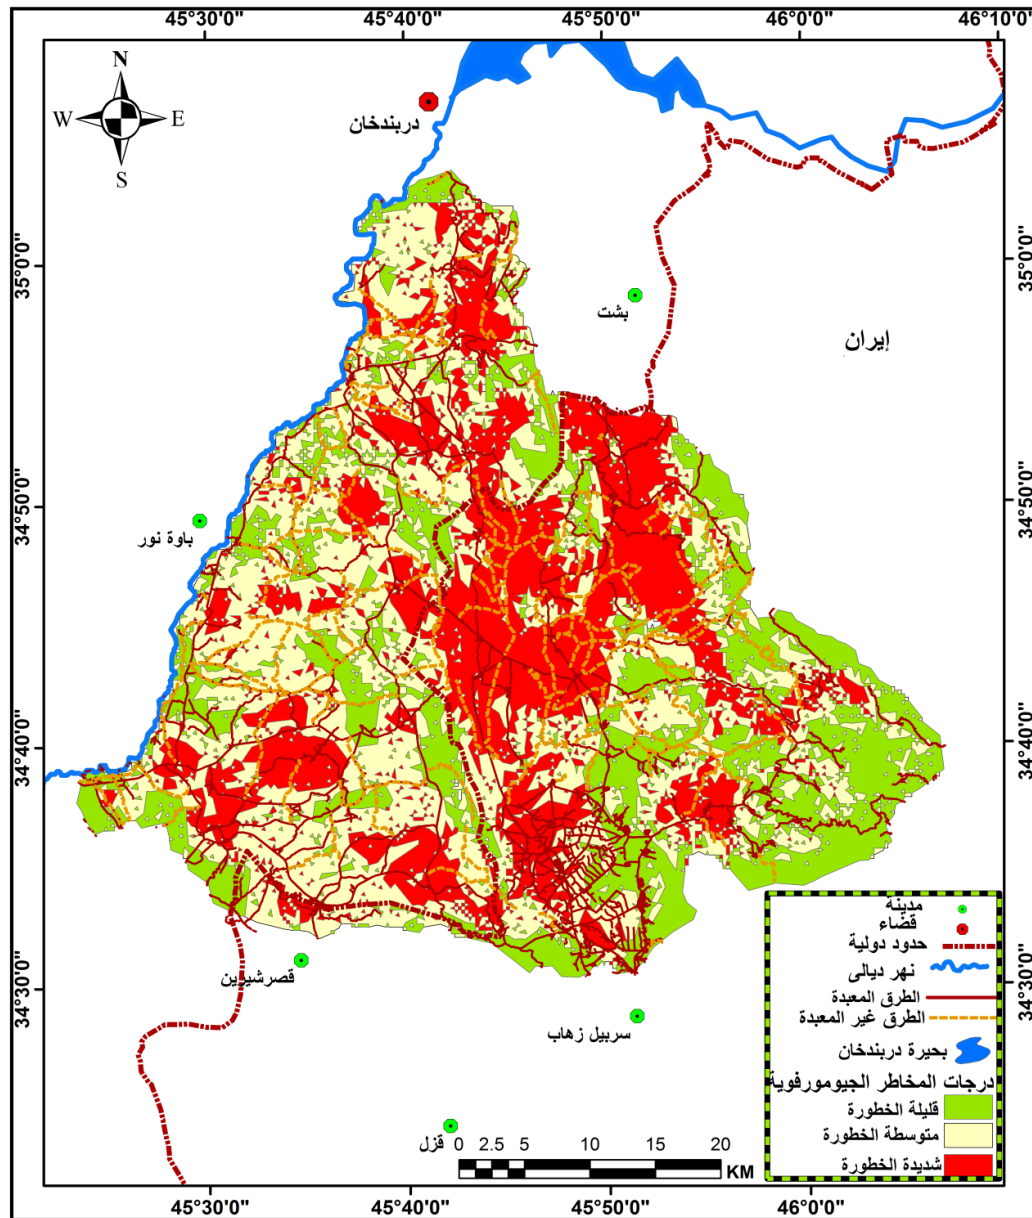 45°30'0"
45°40'0"
45°50'0"
46°0'0"
46°10'0"
N
W
E
S
دربندخان
35°0'0"
35°0'0"
بشت
إيران
34°50'0"
34°50'0"
باوة نور
34°40'0"
34°40'0"
34°30'0"
34°30'0"
قصرشيرين
سربيل زهاب
قزل
0 2.5 5 10 15 20
KM
مدينة
قضاء
حدود دولية
نهر ديالى
الطرق المعبدة
الطرق غير المعبدة
بحيرة دربندخان
درجات المخاطر الجيومورفوية
قليلة الخطورة
متوسطة الخطورة
شديدة الخطورة
45°30'0"
45°40'0"
45°50'0"
46°0'0"